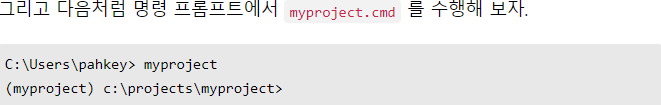 그리고 다음처럼 명령 프롬프트에서 myproject.cmd 를 수행해 보자.
C:\Users\pahkey> myproject
(myproject) c:\projects\myproject>